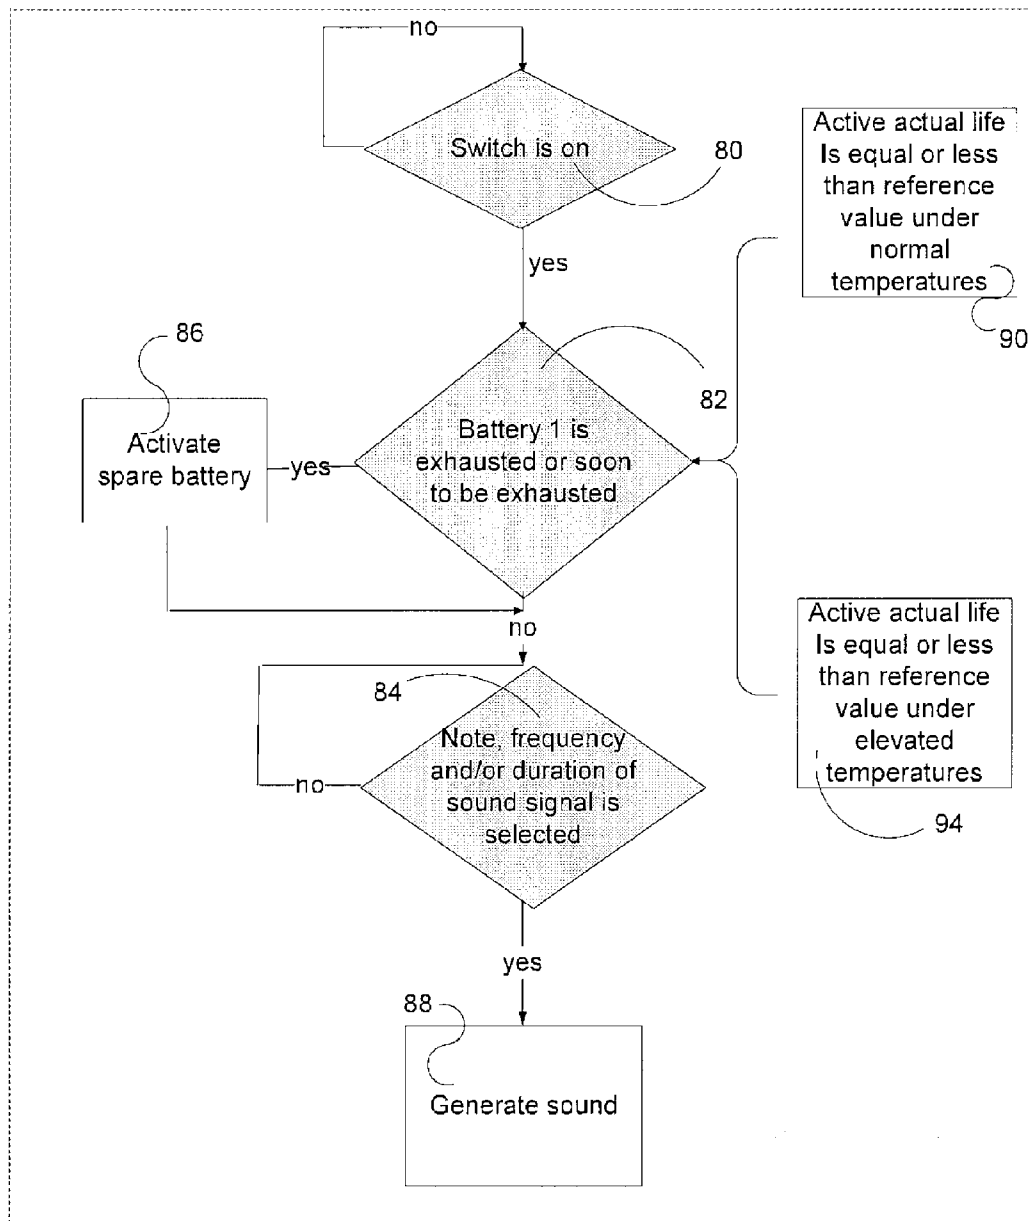 no
Switch is on
80
yes
Active actual life
Is equal or less
than reference
value under
normal
temperatures
90
86
82
Activate
spare battery
yes
Battery 1 is
exhausted or soon
to be exhausted
no
84
Note, frequency
and/or duration of
sound signal is
selected
no
Active actual life
Is equal or less
than reference
value under
elevated
temperatures
94
yes
88
Generate sound